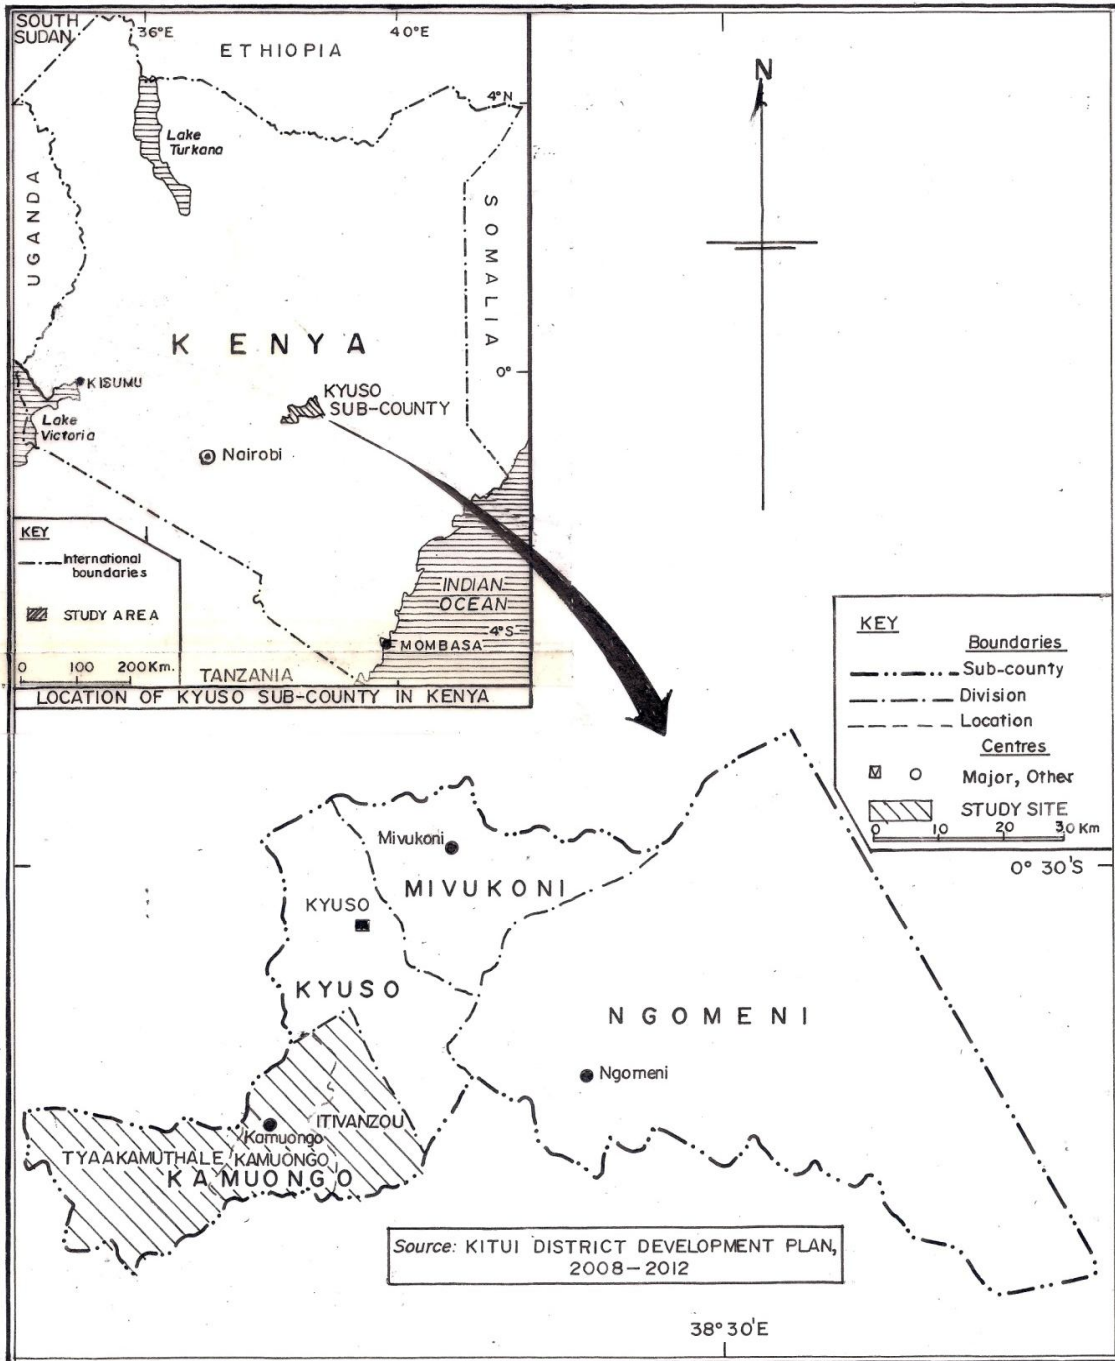 SOUTH
SUDAN
36°E
40°E
ETHIOPIA
4°N
Lake
Turkana
UGANDA
SOMALIA
KENYA
0°
KISUMU
KYUSO
SUB-COUNTY
Lake
Victoria
Nairobi
KEY
International
boundaries
STUDY AREA
INDIAN
OCEAN
4°S
MOMBASA
0 100 200 Km.
TANZANIA
LOCATION OF KYUSO SUB-COUNTY IN KENYA
N
KEY
Boundaries
Sub-county
Division
Location
Centres
Major, Other
STUDY SITE
0 10 20 30 Km
0° 30'S
Mivukoni
MIVUKONI
KYUSO
KYUSO
NGOMENI
Ngomeni
ITIVANZOU
Kamuongo
TYAAKAMUTHALE
KAMUONGO
KAMUONGO
Source: KITUI DISTRICT DEVELOPMENT PLAN,
2008-2012
38° 30'E